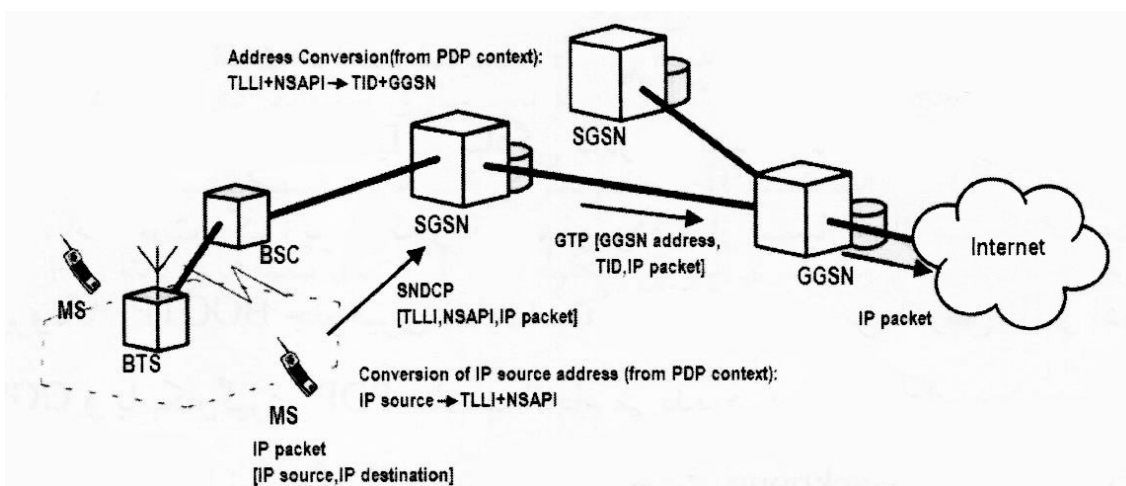 Address Conversion(from PDP context):
TLLI+NSAPI→TID+GGSN
SGSN
SGSN
BSC
GTP [GGSN address,
TID,IP packet]
GGSN
Internet
IP packet
MS
BTS
SNDCP
[TLLI,NSAPI,IP packet]
MS
Conversion of IP source address (from PDP context):
IP source→TLLI+NSAPI
IP packet
[IP source,IP destination]